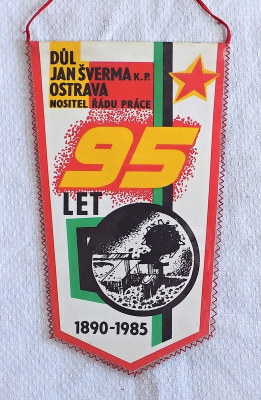 DŮL
JAN ŠVERMA K.P.
OSTRAVA
NOSITEL ŘÁDU PRÁCE
95
LET
1890-1985